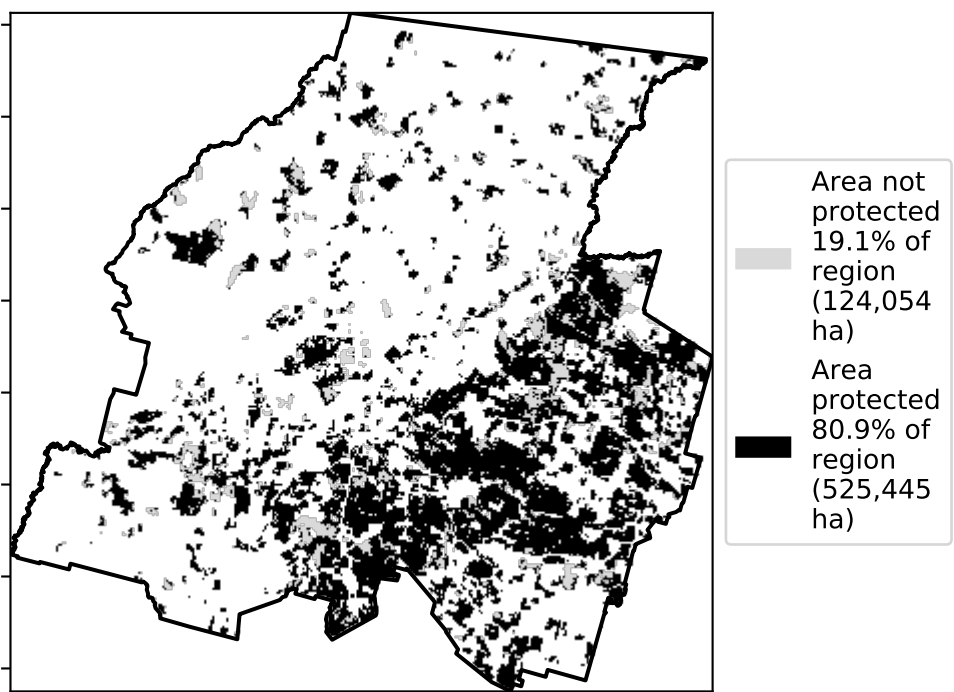 Area not
protected
19.1% of
region
(124,054
ha)
Area
protected
80.9% of
region
(525,445
ha)